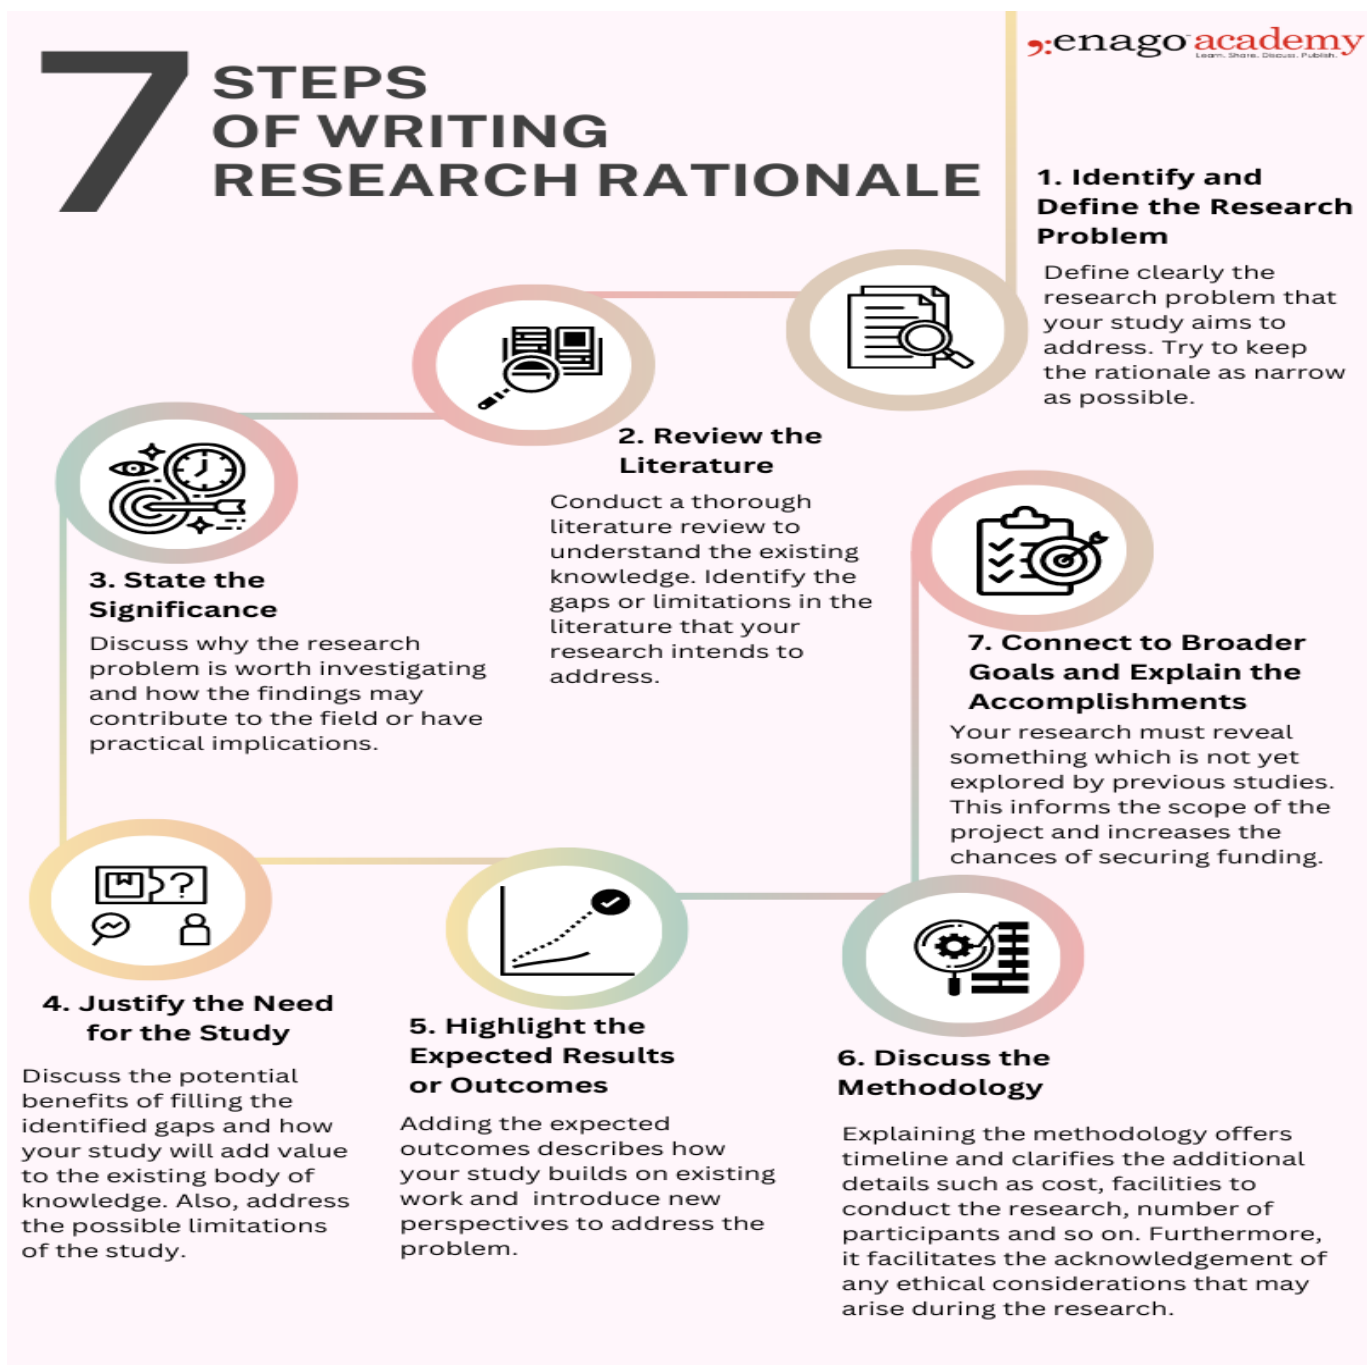 7
STEPS
OF WRITING
RESEARCH RATIONALE
enago academy
Learn. Share. Discuss. Publish.
1. Identify and
Define the Research
Problem
Define clearly the
research problem that
your study aims to
address. Try to keep
the rationale as narrow
as possible.
2. Review the
Literature
Conduct a thorough
literature review to
understand the existing
knowledge. Identify the
gaps or limitations in the
literature that your
research intends to
address.
3. State the
Significance
Discuss why the research
problem is worth investigating
and how the findings may
contribute to the field or have
practical implications.
4. Justify the Need
for the Study
Discuss the potential
benefits of filling the
identified gaps and how
your study will add value
to the existing body of
knowledge. Also, address
the possible limitations
of the study.
5. Highlight the
Expected Results
or Outcomes
Adding the expected
outcomes describes how
your study builds on existing
work and  introduce new
perspectives to address the
problem.
6. Discuss the
Methodology
Explaining the methodology offers
timeline and clarifies the additional
details such as cost, facilities to
conduct the research, number of
participants and so on. Furthermore,
it facilitates the acknowledgement of
any ethical considerations that may
arise during the research.
7. Connect to Broader
Goals and Explain the
Accomplishments
Your research must reveal
something which is not yet
explored by previous studies.
This informs the scope of the
project and increases the
chances of securing funding.